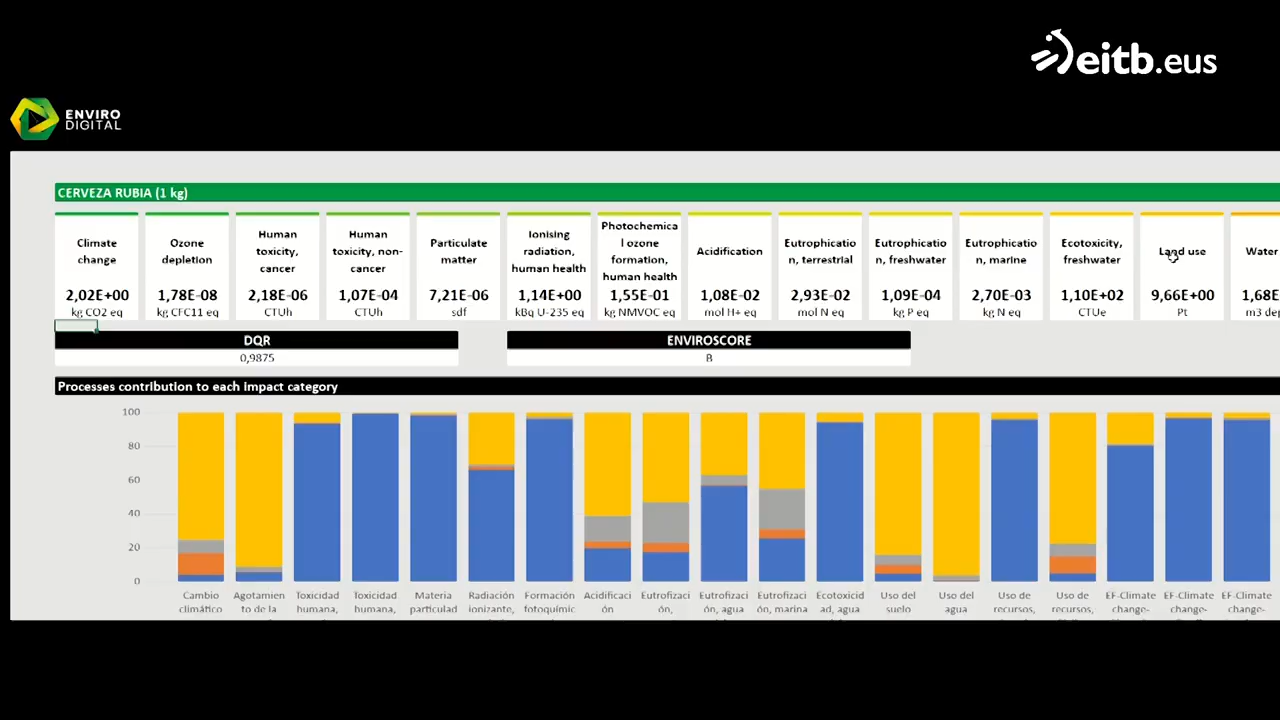 eitb.eus
ENVIRO
DIGITAL
CERVEZA RUBIA (1 kg)
Climate
change
2,02E+00
kg CO2 eq
Ozone
depletion
1,78E-08
kg CFC11 eq
Human
toxicity,
cancer
2,18E-06
CTUh
Human
toxicity, non-
cancer
1,07E-04
CTUh
Particulate
matter
7,21E-06
sdf
Ionising
radiation,
human health
1,14E+00
kBq U-235 eq
Photochemica
l ozone
formation,
human health
1,55E-01
kg NMVOC eq
Acidification
1,08E-02
mol H+ eq
Eutrophicatio
n, terrestrial
2,93E-02
mol N eq
Eutrophicatio
n, freshwater
1,09E-04
kg P eq
Eutrophicatio
n, marine
2,70E-03
kg N eq
Ecotoxicity,
freshwater
1,10E+02
CTUe
Land use
9,66E+00
Pt
Water
1,68E
m3 dep
DQR
0,9875
ENVIROSCORE
B
Processes contribution to each impact category
100
80
60
40
20
0
Cambio
climático
Agotamien
to de la
Toxicidad
humana,
Toxicidad
humana,
Materia
particulad
Radiación
ionizante,
Formación
fotoquímic
Acidificaci
ón
Eutrofizaci
ón,
Eutrofizaci
ón, agua
Eutrofizaci
ón, marina
Ecotoxicid
ad, agua
Uso del
suelo
Uso del
agua
Uso de
recursos,
Uso de
recursos,
EF-Climate
change-
EF-Climate
change-
EF-Climate
change-